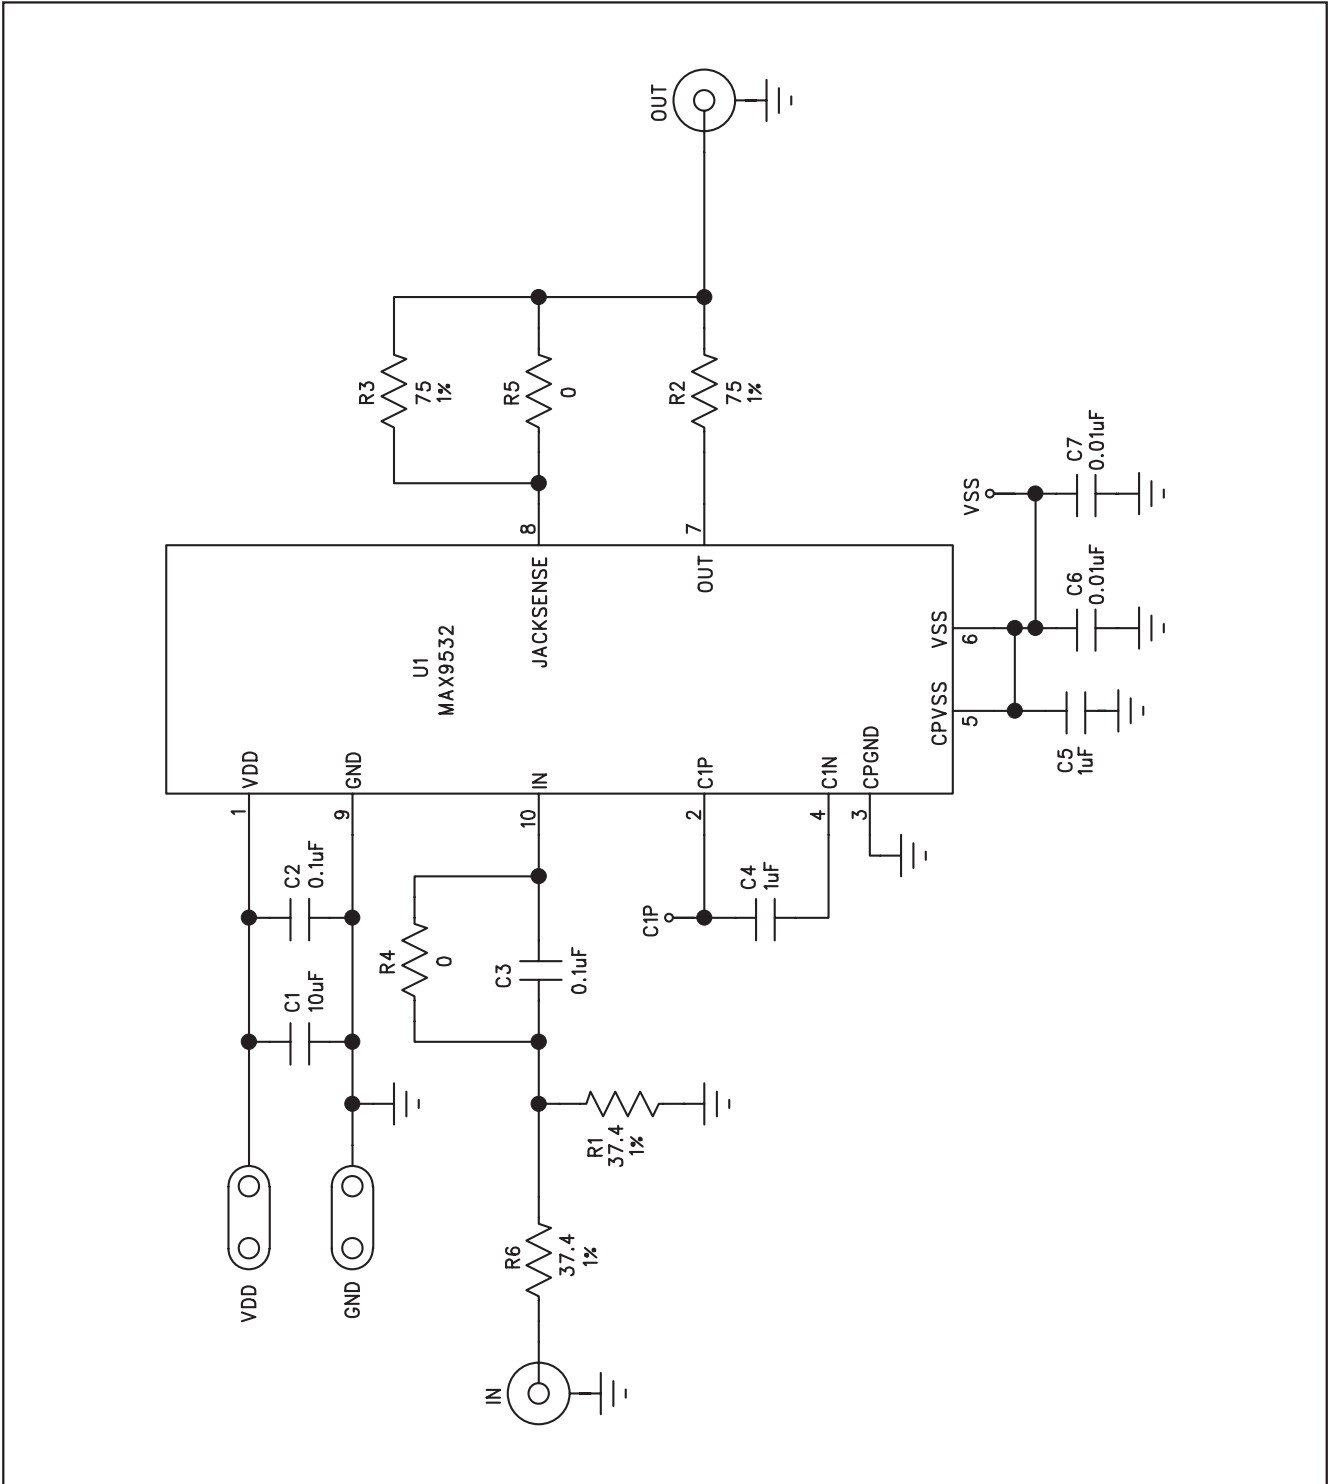 VDD
GND
IN
C1
10uF
C2
0.1uF
R4
0
C3
0.1uF
R6
37.4
1%
R1
37.4
1%
C1P
C4
1uF
1
9
10
2
4
3
VDD
GND
IN
C1P
C1N
CPGND
U1
MAX9532
JACKSENSE
OUT
CPVSS
VSS
8
7
5
6
R3
75
1%
R5
0
R2
75
1%
OUT
C5
1uF
C6
0.01uF
VSS
C7
0.01uF